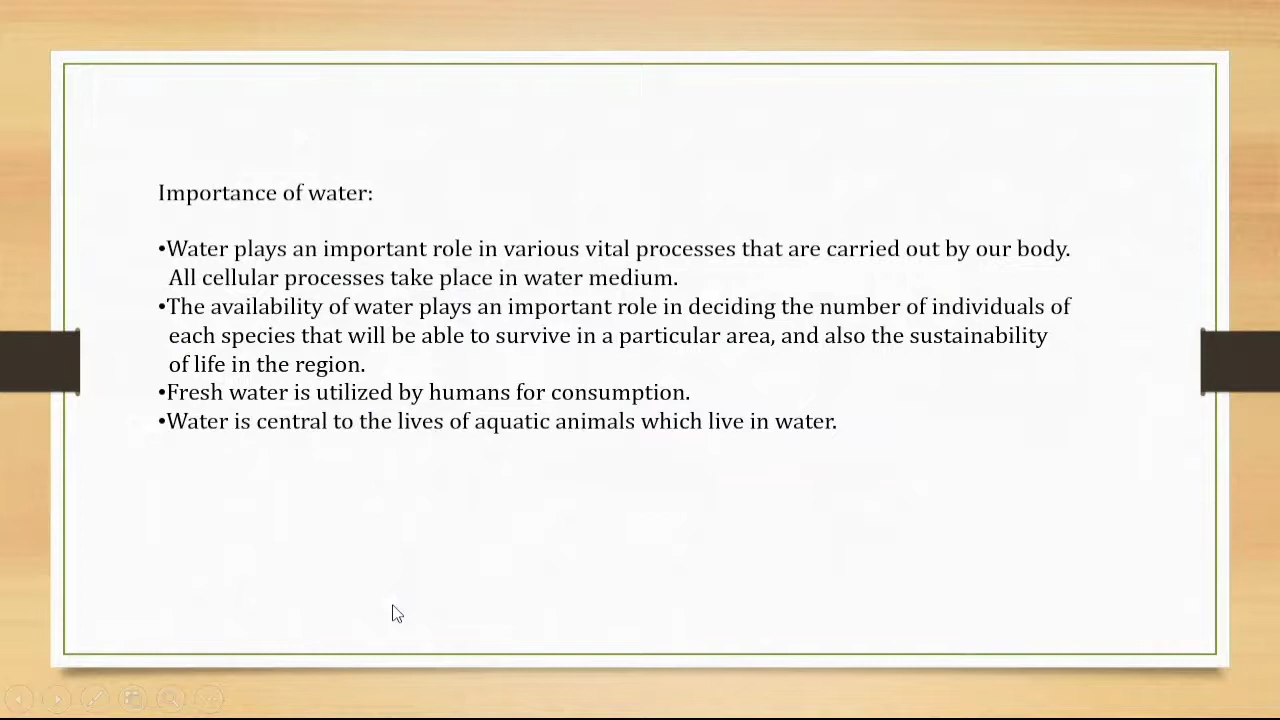 Importance of water:
•Water plays an important role in various vital processes that are carried out by our body.
All cellular processes take place in water medium.
•The availability of water plays an important role in deciding the number of individuals of
each species that will be able to survive in a particular area, and also the sustainability
of life in the region.
•Fresh water is utilized by humans for consumption.
•Water is central to the lives of aquatic animals which live in water.